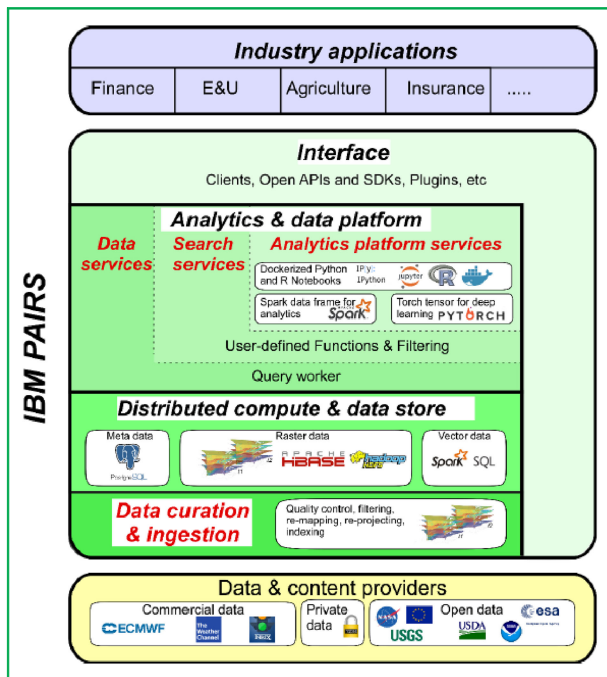 Industry applications
Finance E&U Agriculture Insurance .....
IBM PAIRS
Interface
Clients, Open APIs and SDKs, Plugins, etc
Analytics & data platform
Data services
Search services
Analytics platform services
Dockerized Python and R Notebooks
IP[y]:
IPython
jupyter
R
Spark data frame for analytics
APACHE
Spark
Torch tensor for deep learning PYTORCH
User-defined Functions & Filtering
Query worker
Distributed compute & data store
Meta data
PostgreSQL
Raster data
APACHE
HBASE
hadoop
Vector data
Spark SQL
Data curation & ingestion
Quality control, filtering,
re-mapping, re-projecting,
indexing
Data & content providers
Commercial data
ECMWF
The
Weather
Channel
Private data
Open data
NASA
USGS
USDA
esa